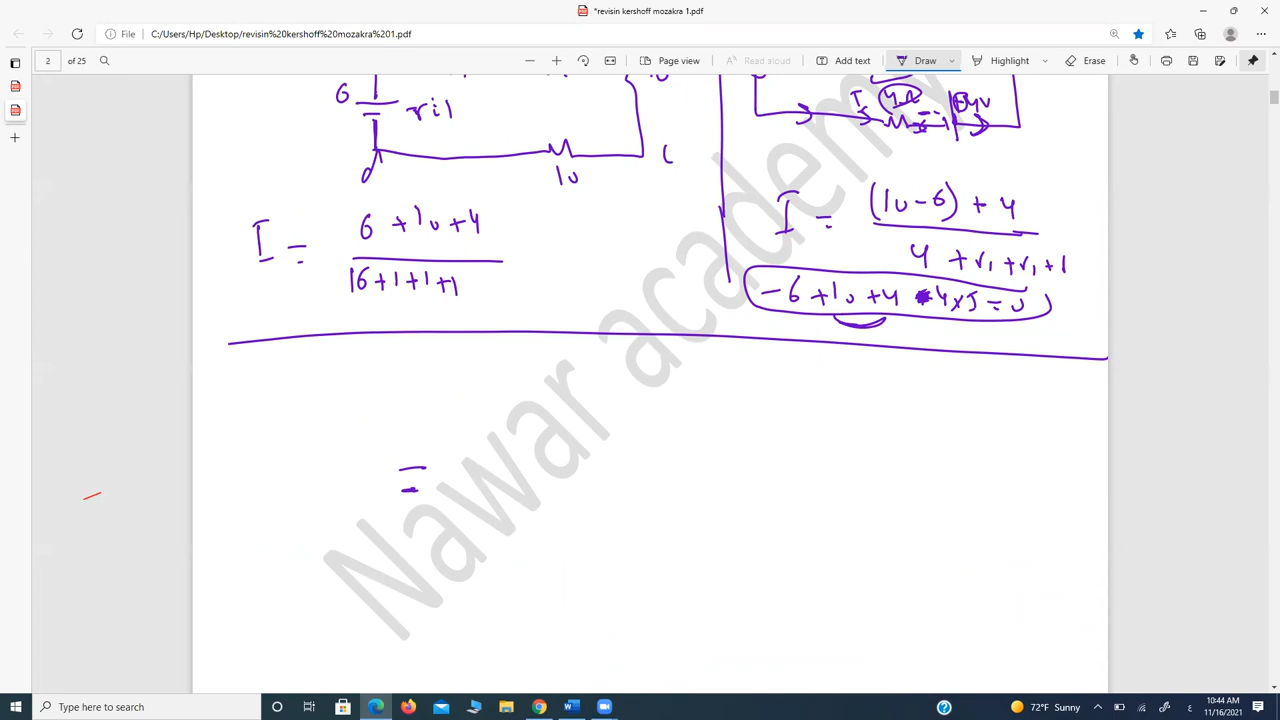 *revisin kershoff mozakra 1.pdf
File C:/Users/Hp/Desktop/revisin%20kershoff%20mozakra%201.pdf
2 of 25
Page view
Read aloud
Add text
Draw
Highlight
Erase
6
ril
10
I = 6 + 10 + 4
16 + 1 + 1 + 1
I
4Ω
4v
I = (10 - 6) + 4
4 + r1 + r1 + 1
-6 + 10 + 4
=
Nawar academy
Type here to search
72°F Sunny
10:44 AM
11/16/2021